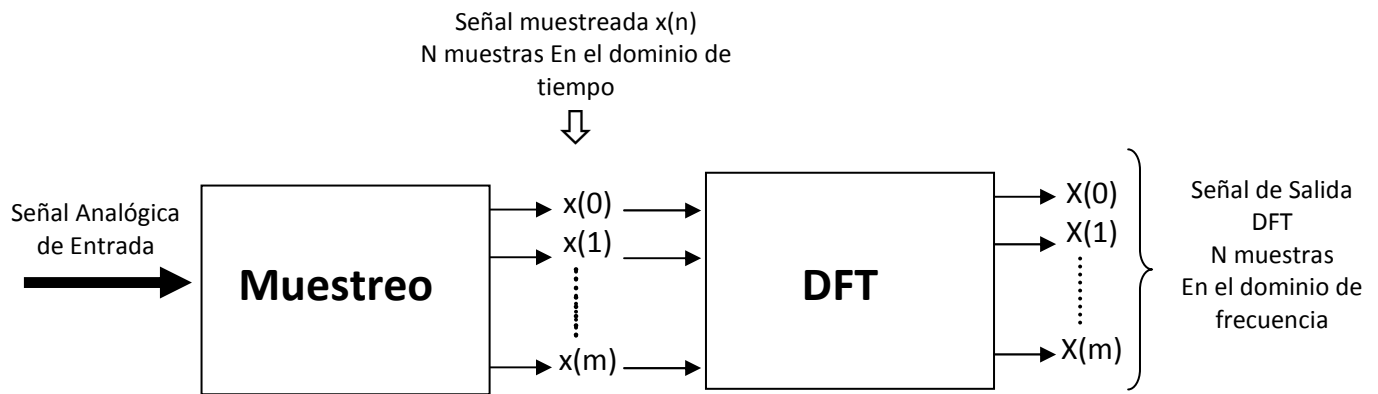 Señal muestreada x(n)
N muestras En el dominio de
tiempo
Señal Analógica
de Entrada
Muestreo
x(0)
x(1)
x(m)
DFT
X(0)
X(1)
X(m)
Señal de Salida
DFT
N muestras
En el dominio de
frecuencia